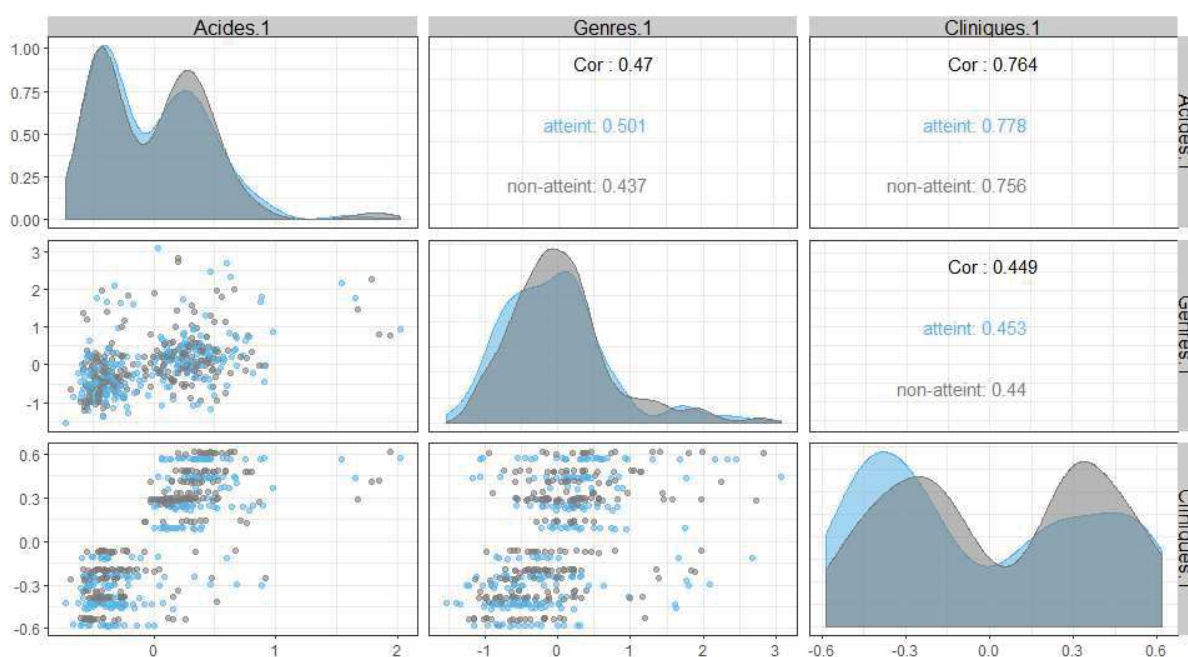 Acides.1 Genres.1 Cliniques.1
1.00
0.75
0.50
0.25
0.00
Cor : 0.47
atteint: 0.501
non-atteint: 0.437
Cor : 0.764
atteint: 0.778
non-atteint: 0.756
Acides.1
3
2
1
0
-1
Cor : 0.449
atteint: 0.453
non-atteint: 0.44
Genres.1
0.6
0.3
0.0
-0.3
-0.6
Cliniques.1
0 1 2
-1 0 1 2 3
-0.6 -0.3 0.0 0.3 0.6